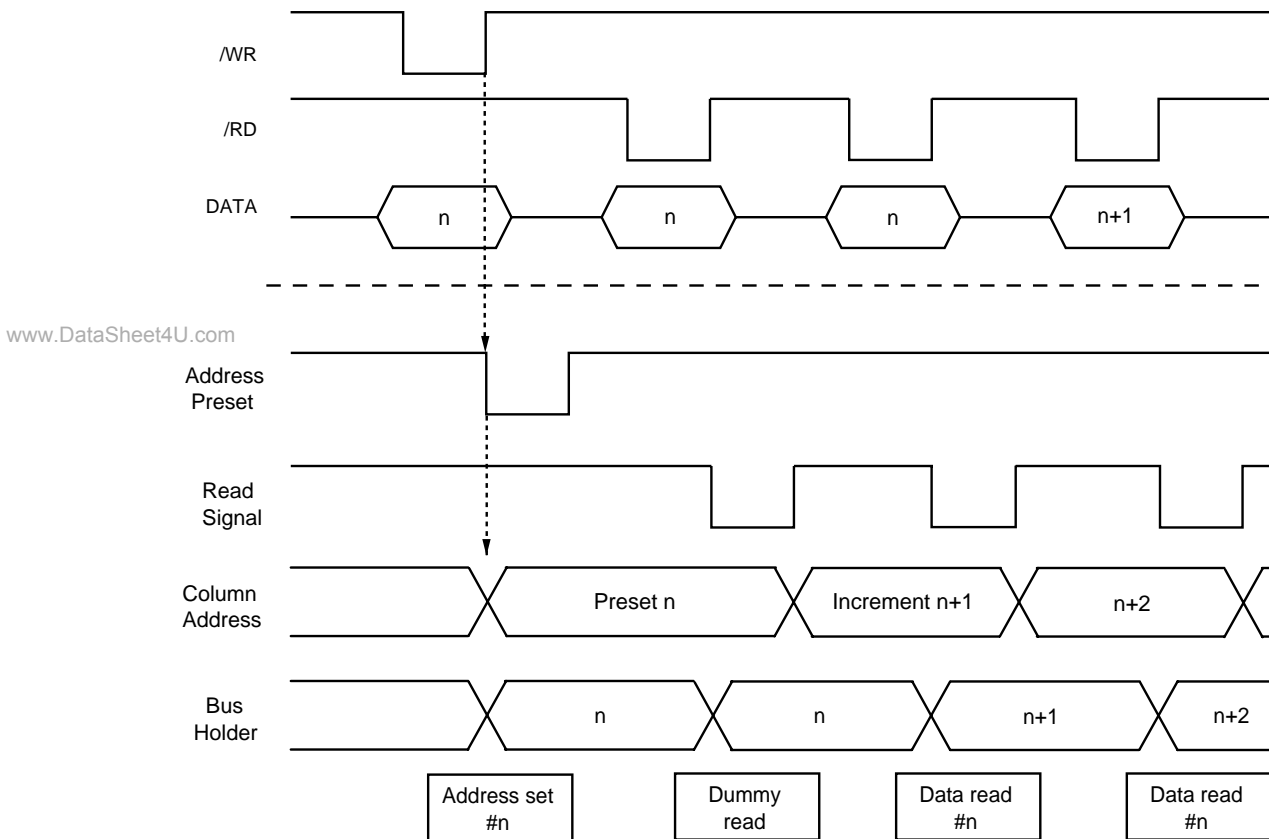 /WR
/RD
DATA
n
n
n
n+1
www.DataSheet4U.com
Address
Preset
Read
Signal
Column
Address
Preset n
Increment n+1
n+2
Bus
Holder
n
n
n+1
n+2
Address set
#n
Dummy
read
Data read
#n
Data read
#n